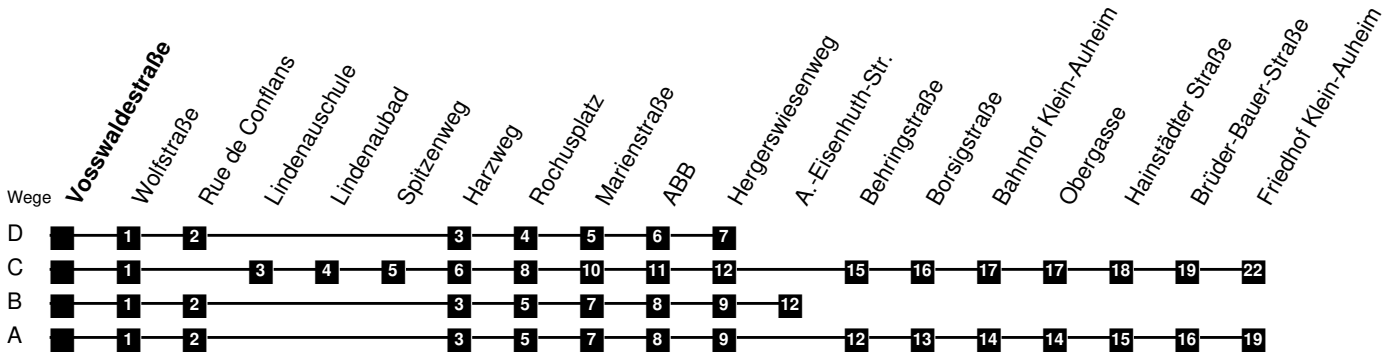 Vosswaldestraße
Wolfstraße
Rue de Conflans
Lindenauschule
Lindenaubad
Spitzenweg
Harzweg
Rochusplatz
Marienstraße
ABB
Hergerswiesenweg
A.-Eisenhuth-Str.
Behringstraße
Borsigstraße
Bahnhof Klein-Auheim
Obergasse
Hainstädter Straße
Brüder-Bauer-Straße
Friedhof Klein-Auheim
Wege
D 1 2 3 4 5 6 7
C 1 3 4 5 6 8 10 11 12 15 16 17 17 18 19 22
B 1 2 3 5 7 8 9 12
A 1 2 3 5 7 8 9 12 13 14 14 15 16 19